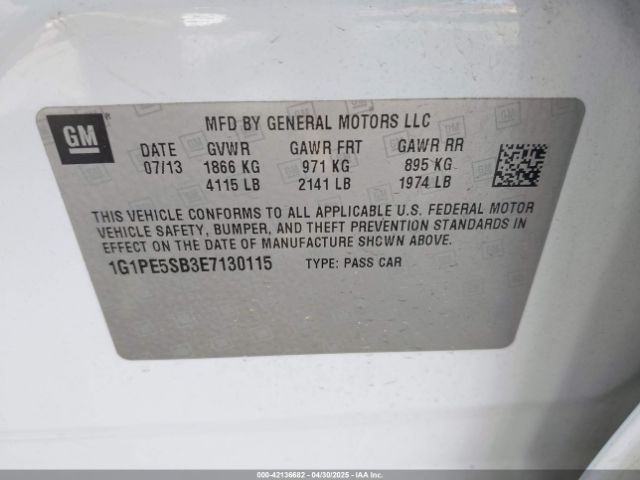 GM
MFD BY GENERAL MOTORS LLC
DATE GVWR GAWR FRT GAWR RR
07/13 1866 KG 971 KG 895 KG
4115 LB 2141 LB 1974 LB
THIS VEHICLE CONFORMS TO ALL APPLICABLE U.S. FEDERAL MOTOR
VEHICLE SAFETY, BUMPER, AND THEFT PREVENTION STANDARDS IN
EFFECT ON THE DATE OF MANUFACTURE SHOWN ABOVE.
1G1PE5SB3E7130115 TYPE: PASS CAR
000-42136682 - 04/30/2025 - IAAI.COM